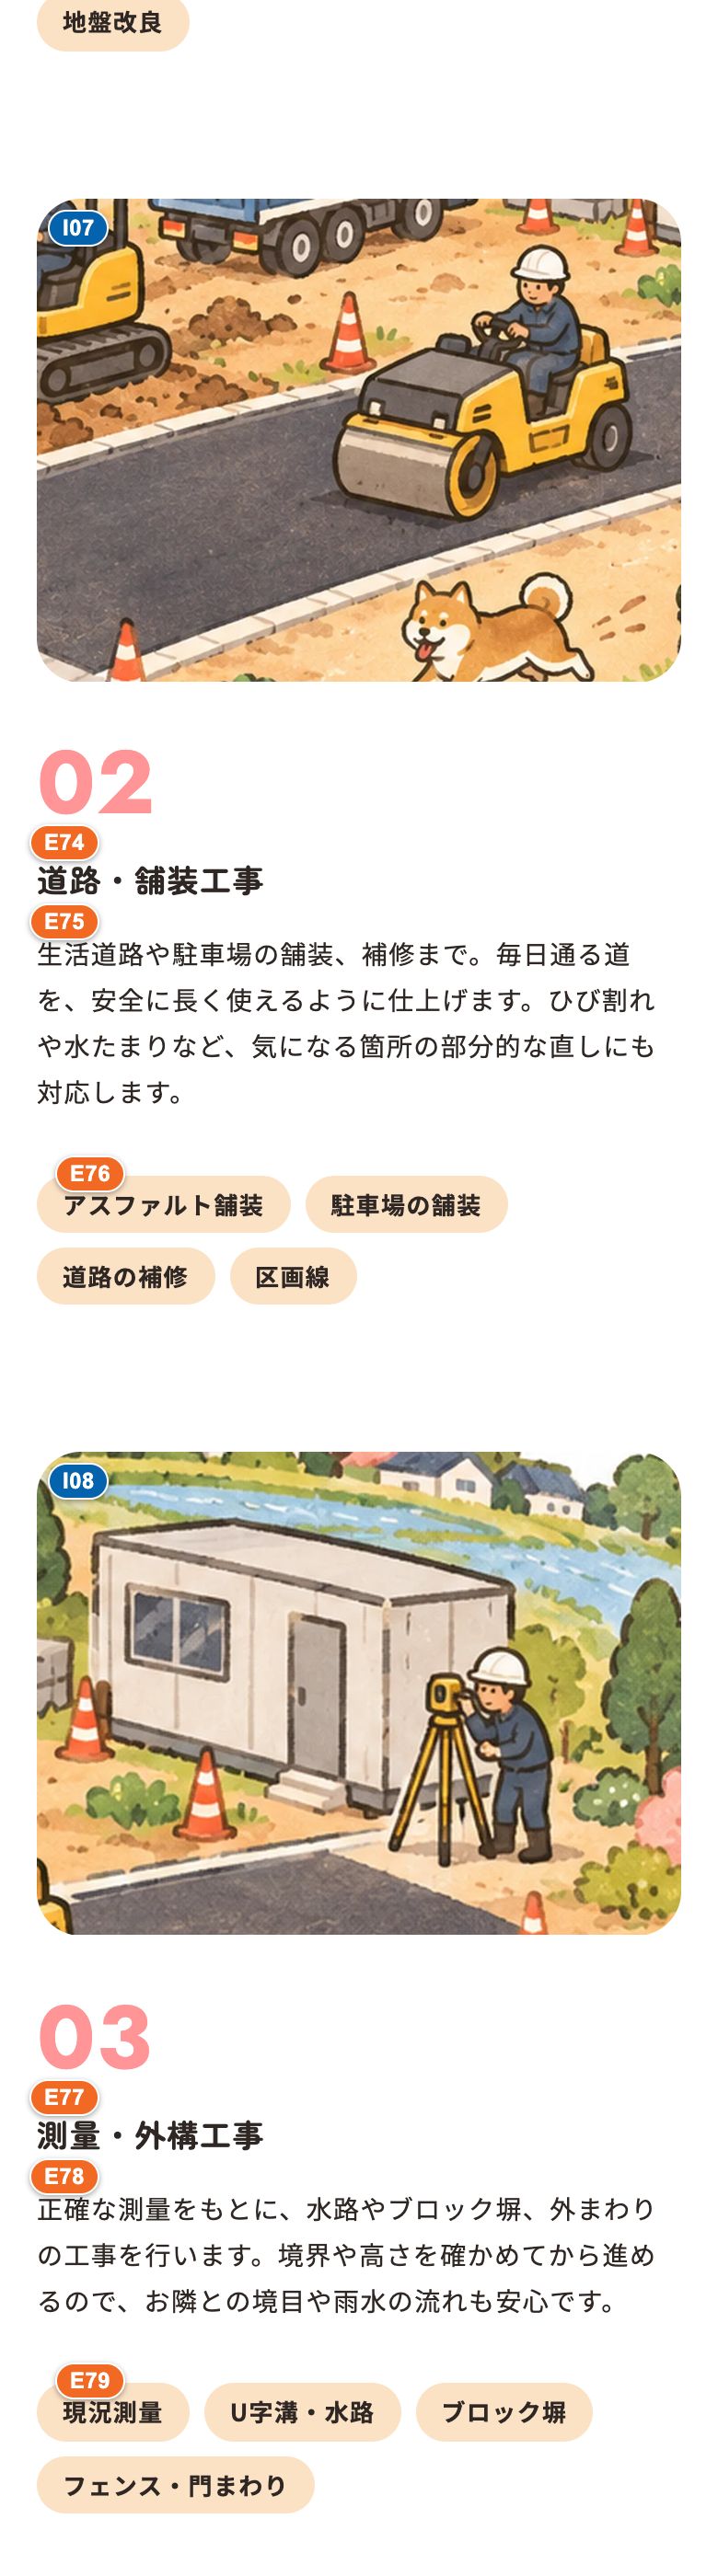 地盤改良
I07
02
E74
道路・舗装工事
E75
生活道路や駐車場の舗装、補修まで。毎日通る道
を、安全に長く使えるように仕上げます。ひび割れ
や水たまりなど、気になる箇所の部分的な直しにも
対応します。
E76
アスファルト舗装
駐車場の舗装
道路の補修
区画線
I08
03
E77
測量・外構工事
E78
正確な測量をもとに、水路やブロック塀、外まわり
の工事を行います。境界や高さを確かめてから進め
るので、お隣との境目や雨水の流れも安心です。
E79
現況測量
U字溝・水路
ブロック塀
フェンス・門まわり